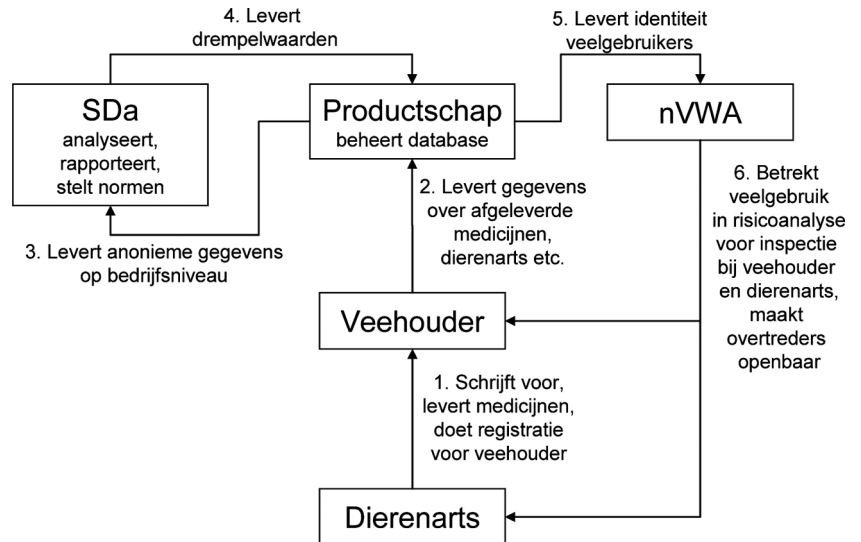 4. Levert
drempelwaarden
5. Levert identiteit
veelgebruikers
SDa
analyseert,
rapporteert,
stelt normen
Productschap
beheert database
nVWA
3. Levert anonieme gegevens
op bedrijfsniveau
2. Levert gegevens
over afgeleverde
medicijnen,
dierenarts etc.
6. Betrekt
veelgebruik
in risicoanalyse
voor inspectie
bij veehouder
en dierenarts,
maakt
overtreders
openbaar
Veehouder
1. Schrijft voor,
levert medicijnen,
doet registratie
voor veehouder
Dierenarts